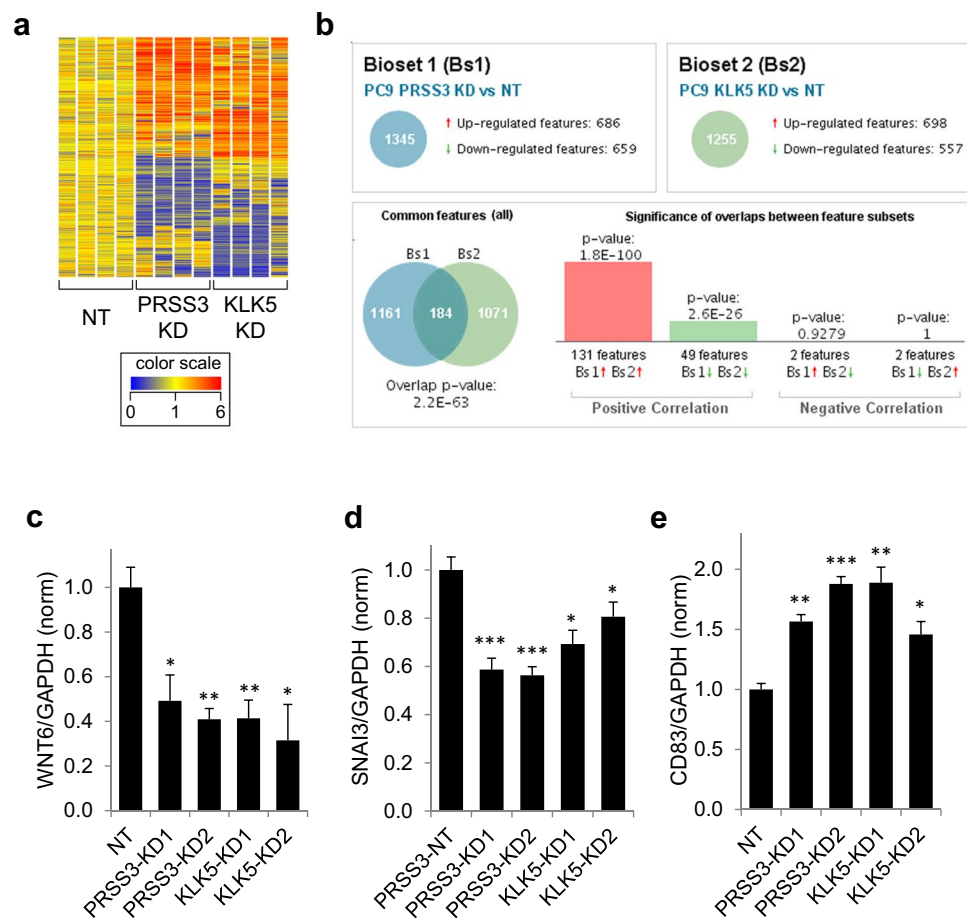 a
NT
PRSS3
KD
KLK5
KD
color scale
0 1 6
b
Bioset 1 (Bs1)
PC9 PRSS3 KD vs NT
1345
↑ Up-regulated features: 686
↓ Down-regulated features: 659
Bioset 2 (Bs2)
PC9 KLK5 KD vs NT
1255
↑ Up-regulated features: 698
↓ Down-regulated features: 557
Common features (all)
Bs1 Bs2
1161 184 1071
Overlap p-value:
2.2E-63
Significance of overlaps between feature subsets
p-value:
1.8E-100
p-value:
2.6E-26
p-value:
0.9279
p-value:
1
131 features
Bs1↑ Bs2↑
49 features
Bs1↓ Bs2↓
2 features
Bs1↑ Bs2↓
2 features
Bs1↓ Bs2↑
Positive Correlation
Negative Correlation
c
WNT6/GAPDH (norm)
1.0
0.8
0.6
0.4
0.2
0.0
* ** ** *
NT
PRSS3-KD1
PRSS3-KD2
KLK5-KD1
KLK5-KD2
d
SNAI3/GAPDH (norm)
1.0
0.8
0.6
0.4
0.2
0.0
*** *** * *
PRSS3-NT
PRSS3-KD1
PRSS3-KD2
KLK5-KD1
KLK5-KD2
e
CD83/GAPDH (norm)
2.0
1.5
1.0
0.5
0.0
** *** ** *
NT
PRSS3-KD1
PRSS3-KD2
KLK5-KD1
KLK5-KD2